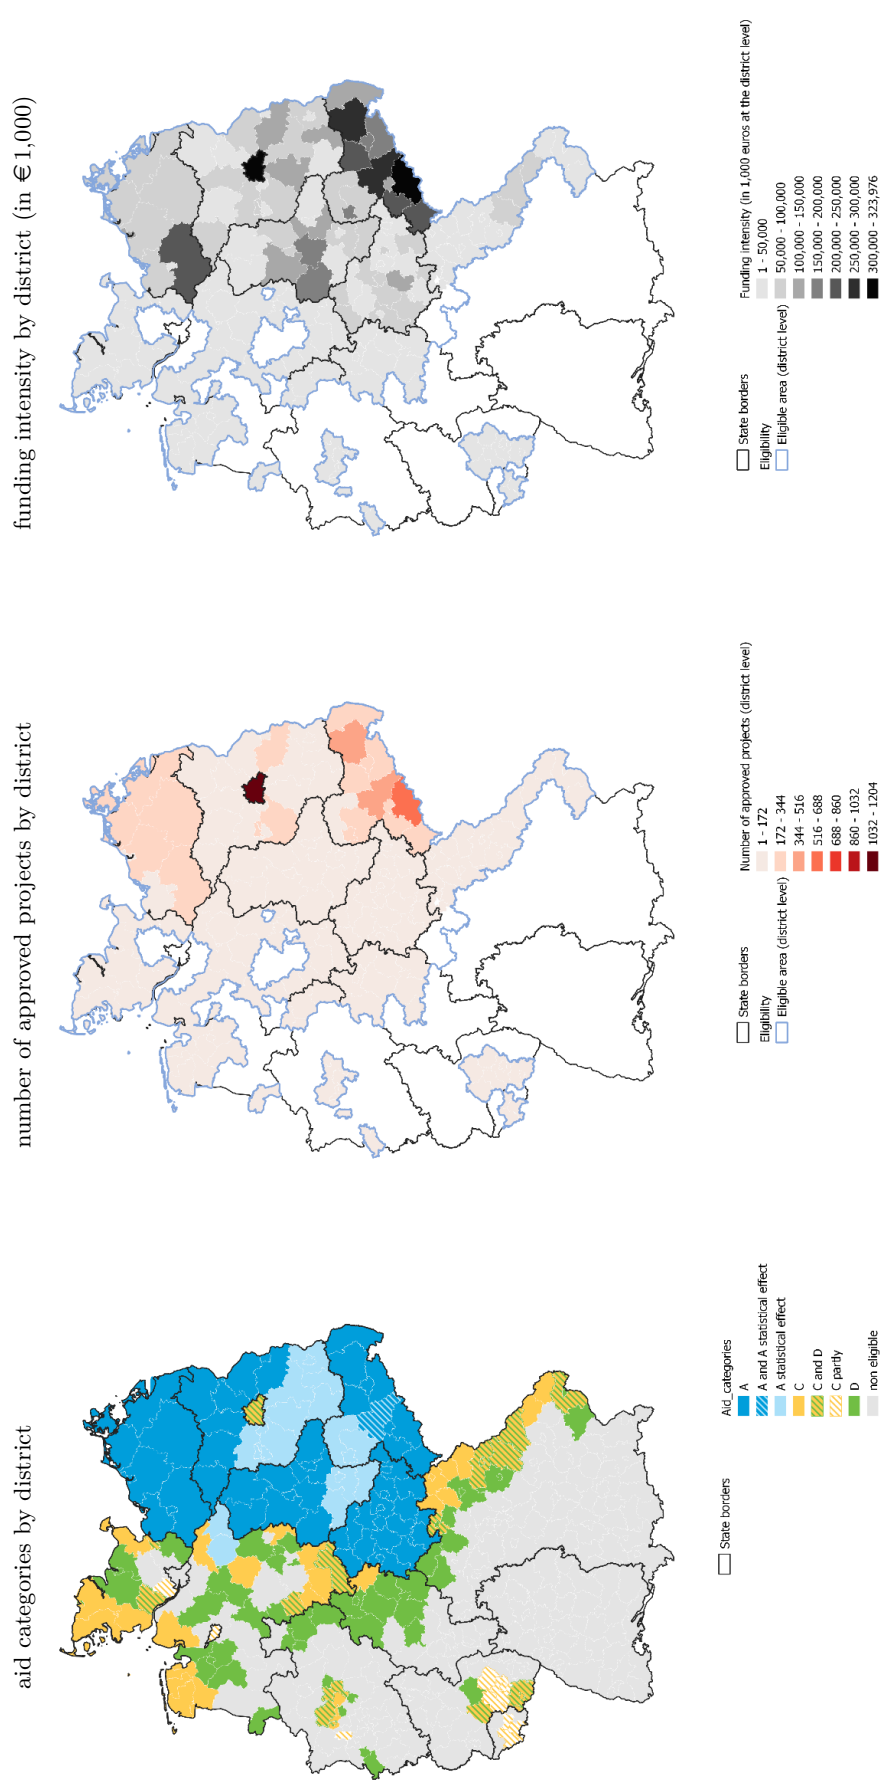 aid categories by district
State borders
Aid_categories
A
A and A statistical effect
A statistical effect
C
C and D
C partly
D
non eligible
number of approved projects by district
State borders
Eligibility
Eligible area (district level)
Number of approved projects (district level)
1 - 172
172 - 344
344 - 516
516 - 688
688 - 860
860 - 1032
1032 - 1204
funding intensity by district (in €1,000)
State borders
Eligibility
Eligible area (district level)
Funding intensity (in 1,000 euros at the district level)
1 - 50,000
50,000 - 100,000
100,000 - 150,000
150,000 - 200,000
200,000 - 250,000
250,000 - 300,000
300,000 - 323,976